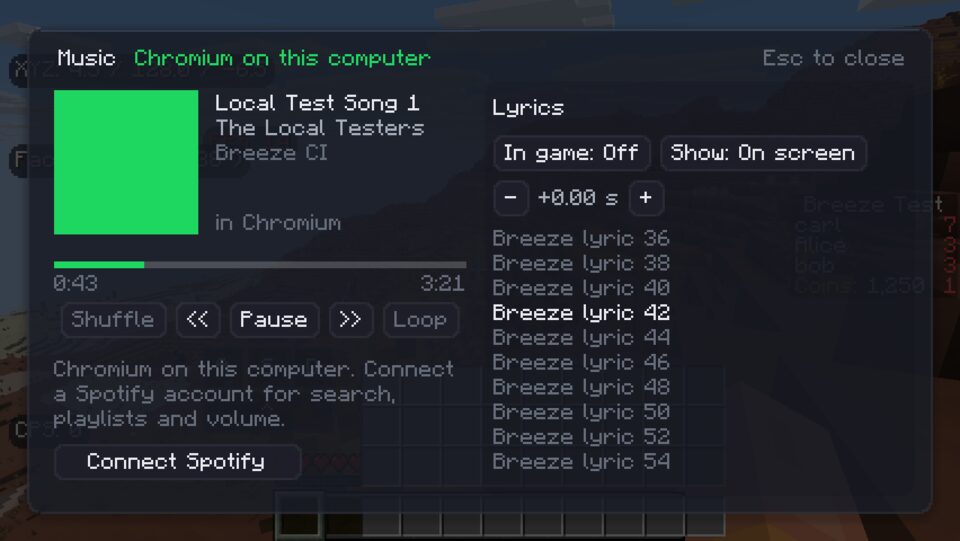 Music Chromium on this computer
Esc to close
Local Test Song 1
The Local Testers
Breeze CI
in Chromium
0:43
3:21
Shuffle
<<
Pause
>>
Loop
Chromium on this computer. Connect
a Spotify account for search,
playlists and volume.
Connect Spotify
Lyrics
In game: Off
Show: On screen
- +0.00 s +
Breeze lyric 36
Breeze lyric 38
Breeze lyric 40
Breeze lyric 42
Breeze lyric 44
Breeze lyric 46
Breeze lyric 48
Breeze lyric 50
Breeze lyric 52
Breeze lyric 54
Breeze Test
carl 7
Alice 3
bob 3
Coins: 1,250 1